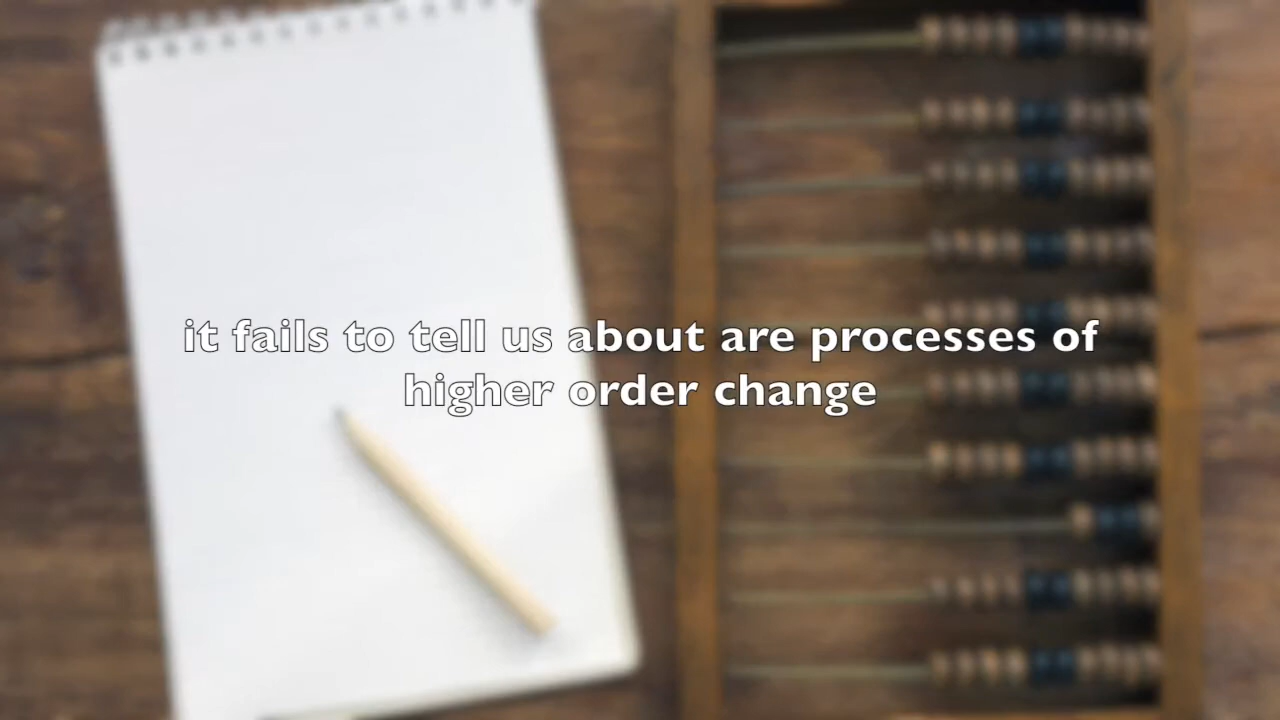 it fails to tell us about are processes of
higher order change